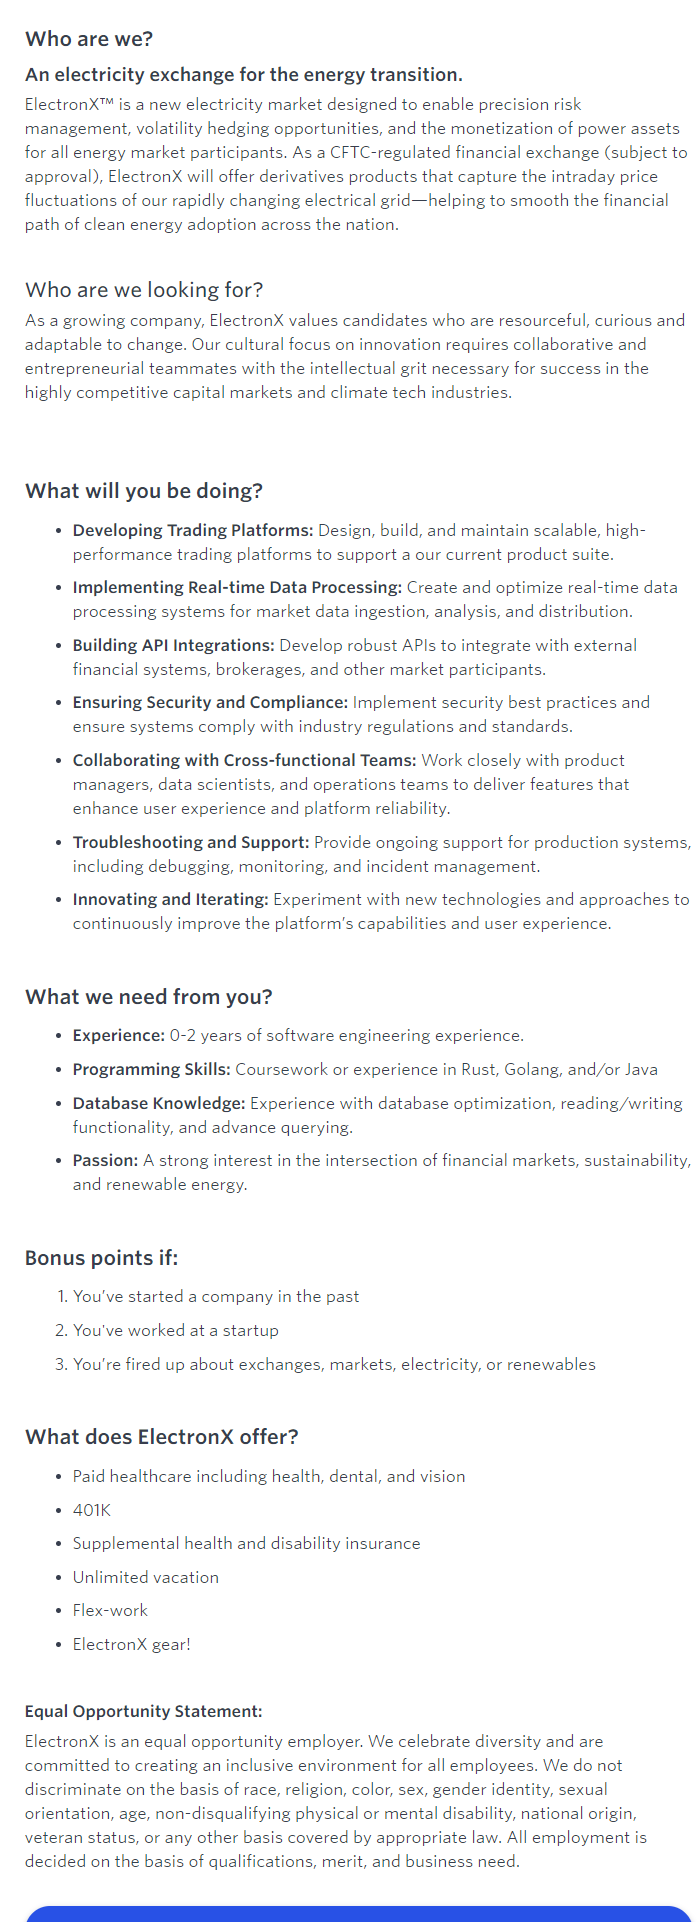 Who are we?
An electricity exchange for the energy transition.
ElectronX™ is a new electricity market designed to enable precision risk
management, volatility hedging opportunities, and the monetization of power assets
for all energy market participants. As a CFTC-regulated financial exchange (subject to
approval), ElectronX will offer derivatives products that capture the intraday price
fluctuations of our rapidly changing electrical grid—helping to smooth the financial
path of clean energy adoption across the nation.
Who are we looking for?
As a growing company, ElectronX values candidates who are resourceful, curious and
adaptable to change. Our cultural focus on innovation requires collaborative and
entrepreneurial teammates with the intellectual grit necessary for success in the
highly competitive capital markets and climate tech industries.
What will you be doing?
• Developing Trading Platforms: Design, build, and maintain scalable, high-
performance trading platforms to support a our current product suite.
• Implementing Real-time Data Processing: Create and optimize real-time data
processing systems for market data ingestion, analysis, and distribution.
• Building API Integrations: Develop robust APIs to integrate with external
financial systems, brokerages, and other market participants.
• Ensuring Security and Compliance: Implement security best practices and
ensure systems comply with industry regulations and standards.
• Collaborating with Cross-functional Teams: Work closely with product
managers, data scientists, and operations teams to deliver features that
enhance user experience and platform reliability.
• Troubleshooting and Support: Provide ongoing support for production systems,
including debugging, monitoring, and incident management.
• Innovating and Iterating: Experiment with new technologies and approaches to
continuously improve the platform’s capabilities and user experience.
What we need from you?
• Experience: 0-2 years of software engineering experience.
• Programming Skills: Coursework or experience in Rust, Golang, and/or Java
• Database Knowledge: Experience with database optimization, reading/writing
functionality, and advance querying.
• Passion: A strong interest in the intersection of financial markets, sustainability,
and renewable energy.
Bonus points if:
1. You’ve started a company in the past
2. You've worked at a startup
3. You’re fired up about exchanges, markets, electricity, or renewables
What does ElectronX offer?
• Paid healthcare including health, dental, and vision
• 401K
• Supplemental health and disability insurance
• Unlimited vacation
• Flex-work
• ElectronX gear!
Equal Opportunity Statement:
ElectronX is an equal opportunity employer. We celebrate diversity and are
committed to creating an inclusive environment for all employees. We do not
discriminate on the basis of race, religion, color, sex, gender identity, sexual
orientation, age, non-disqualifying physical or mental disability, national origin,
veteran status, or any other basis covered by appropriate law. All employment is
decided on the basis of qualifications, merit, and business need.